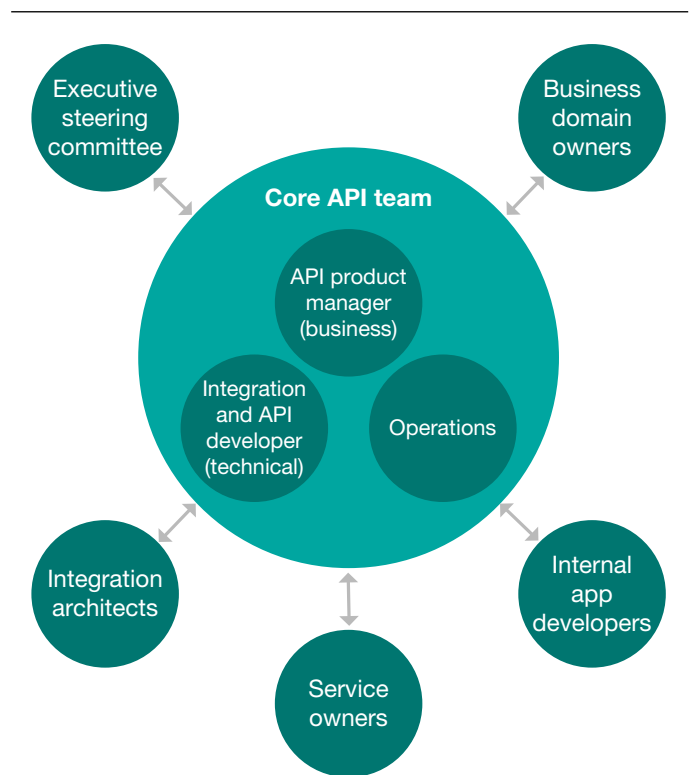 Executive
steering
committee
Business
domain
owners
Core API team
API product
manager
(business)
Integration
and API
developer
(technical)
Operations
Integration
architects
Internal
app
developers
Service
owners